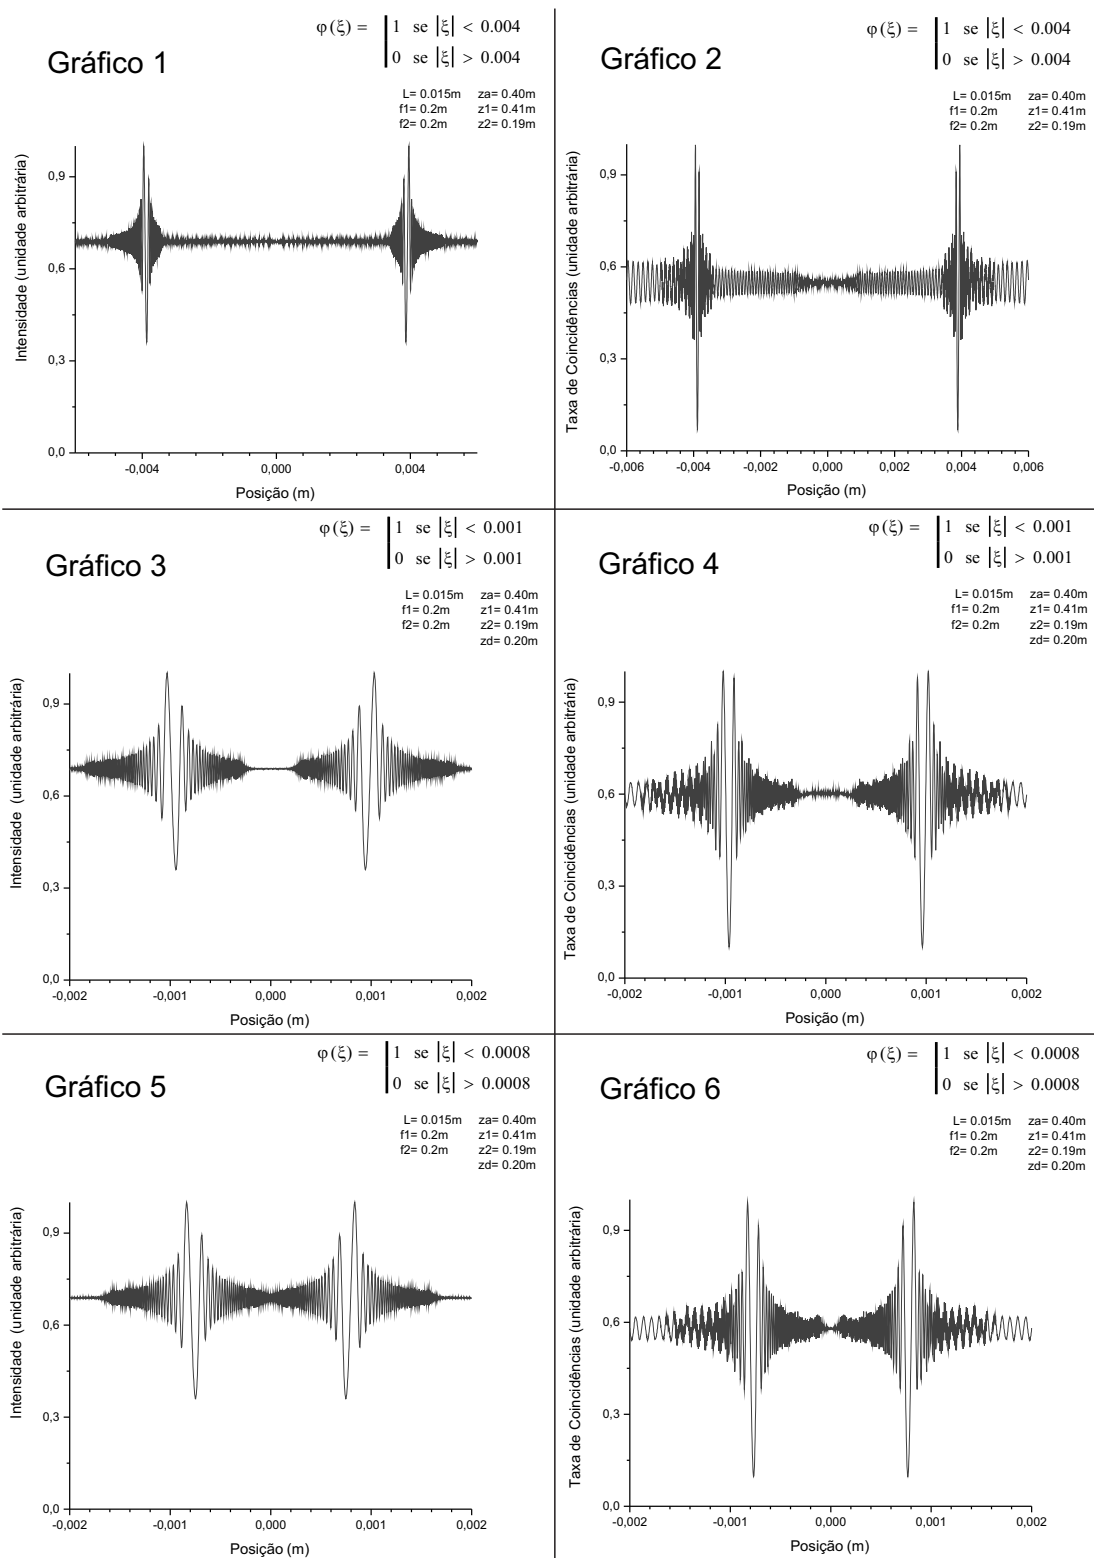 Gráfico 1
φ(ξ) = 1 se |ξ| < 0.004
0 se |ξ| > 0.004
L= 0.015m za= 0.40m
f1= 0.2m z1= 0.41m
f2= 0.2m z2= 0.19m
Intensidade (unidade arbitrária)
0,9
0,6
0,3
0,0
-0,004 0,000 0,004
Posição (m)
Gráfico 2
φ(ξ) = 1 se |ξ| < 0.004
0 se |ξ| > 0.004
L= 0.015m za= 0.40m
f1= 0.2m z1= 0.41m
f2= 0.2m z2= 0.19m
Taxa de Coincidências (unidade arbitrária)
0,9
0,6
0,3
0,0
-0,006 -0,004 -0,002 0,000 0,002 0,004 0,006
Posição (m)
Gráfico 3
φ(ξ) = 1 se |ξ| < 0.001
0 se |ξ| > 0.001
L= 0.015m za= 0.40m
f1= 0.2m z1= 0.41m
f2= 0.2m z2= 0.19m
zd= 0.20m
Intensidade (unidade arbitrária)
0,9
0,6
0,3
0,0
-0,002 -0,001 0,000 0,001 0,002
Posição (m)
Gráfico 4
φ(ξ) = 1 se |ξ| < 0.001
0 se |ξ| > 0.001
L= 0.015m za= 0.40m
f1= 0.2m z1= 0.41m
f2= 0.2m z2= 0.19m
zd= 0.20m
Taxa de Coincidências (unidade arbitrária)
0,9
0,6
0,3
0,0
-0,002 -0,001 0,000 0,001 0,002
Posição (m)
Gráfico 5
φ(ξ) = 1 se |ξ| < 0.0008
0 se |ξ| > 0.0008
L= 0.015m za= 0.40m
f1= 0.2m z1= 0.41m
f2= 0.2m z2= 0.19m
zd= 0.20m
Intensidade (unidade arbitrária)
0,9
0,6
0,3
0,0
-0,002 -0,001 0,000 0,001 0,002
Posição (m)
Gráfico 6
φ(ξ) = 1 se |ξ| < 0.0008
0 se |ξ| > 0.0008
L= 0.015m za= 0.40m
f1= 0.2m z1= 0.41m
f2= 0.2m z2= 0.19m
zd= 0.20m
Taxa de Coincidências (unidade arbitrária)
0,9
0,6
0,3
0,0
-0,002 -0,001 0,000 0,001 0,002
Posição (m)